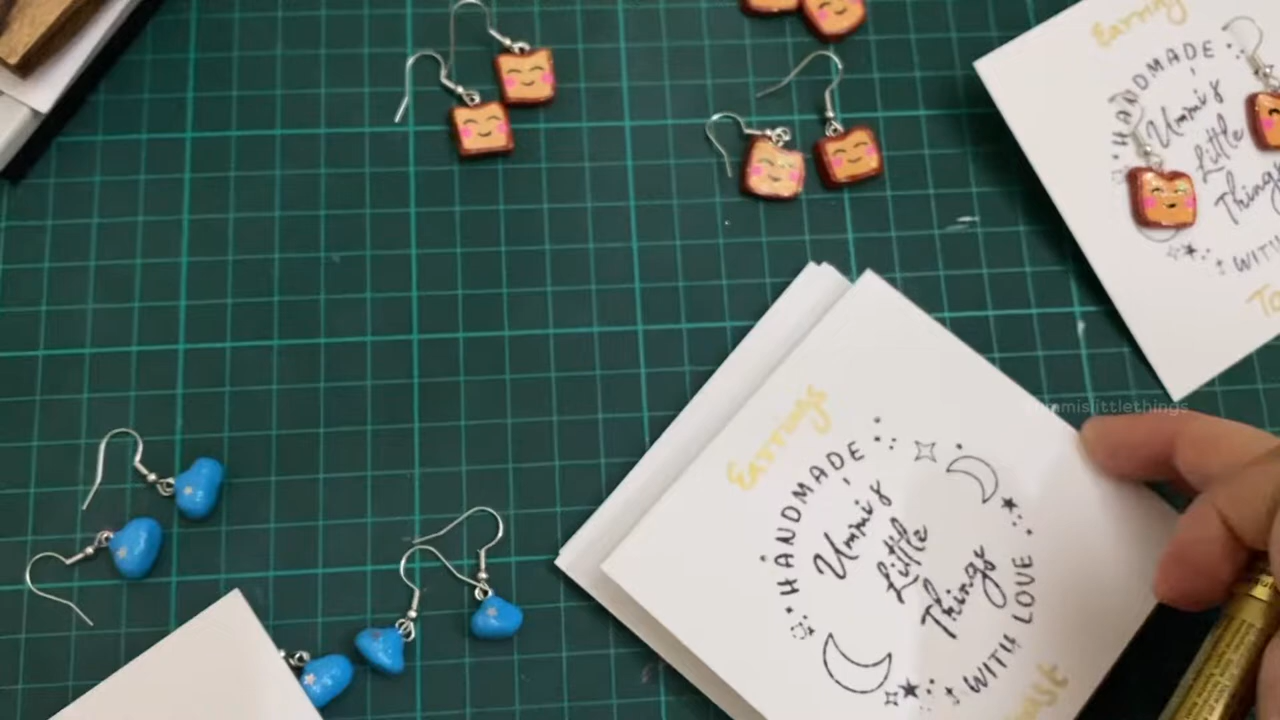 Earrings
HANDMADE
Ummi's
Little
Things
WITH
Earrings
HANDMADE
Ummi's
Little
Things
WITH LOVE